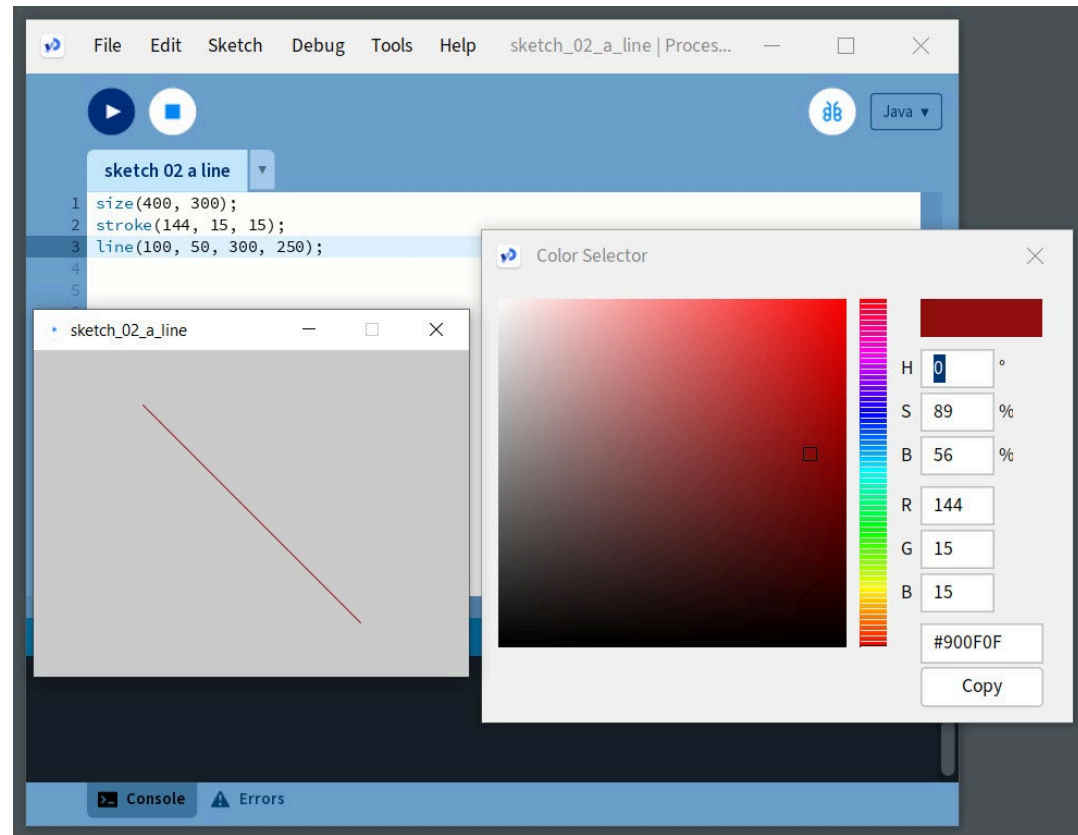 File Edit Sketch Debug Tools Help sketch_02_a_line | Proces...
Java
sketch 02 a line
1 size(400, 300);
2 stroke(144, 15, 15);
3 line(100, 50, 300, 250);
4
5
Color Selector
sketch_02_a_line
H 0 °
S 89 %
B 56 %
R 144
G 15
B 15
#900F0F
Copy
Console Errors